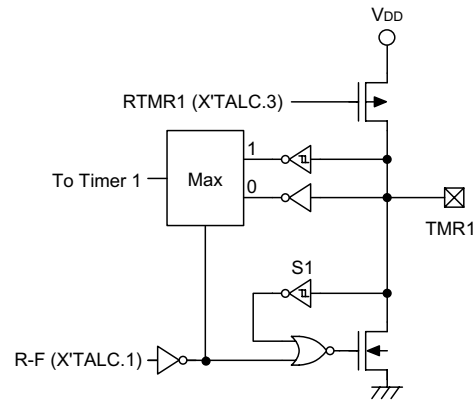 VDD
RTMR1 (X'TALC.3)
1
To Timer 1
Max
0
TMR1
S1
R-F (X'TALC.1)